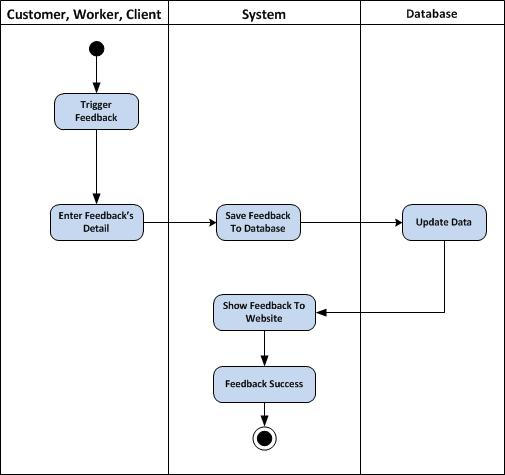 Customer, Worker, Client
System
Database
Trigger
Feedback
Enter Feedback's
Detail
Save Feedback
To Database
Update Data
Show Feedback To
Website
Feedback Success